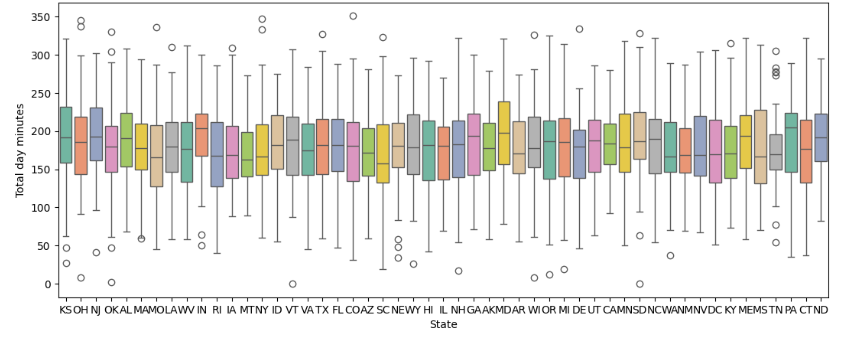 350
300
250
200
150
100
50
0
Total day minutes
KS OH NJ OK AL MA MO LA WV IN RI IA MT NY ID VT VA TX FL CO AZ SC NE WY HI IL NH GA AK MD AR WI OR MI DE UT CA MN SD NC WA NM NV DC KY ME MS TN PA CT ND
State